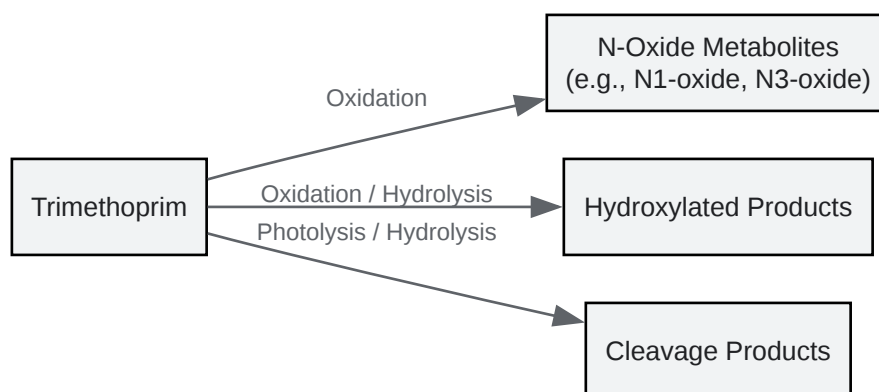 N-Oxide Metabolites
(e.g., N1-oxide, N3-oxide)
Oxidation
Trimethoprim
Oxidation / Hydrolysis
Hydroxylated Products
Photolysis / Hydrolysis
Cleavage Products